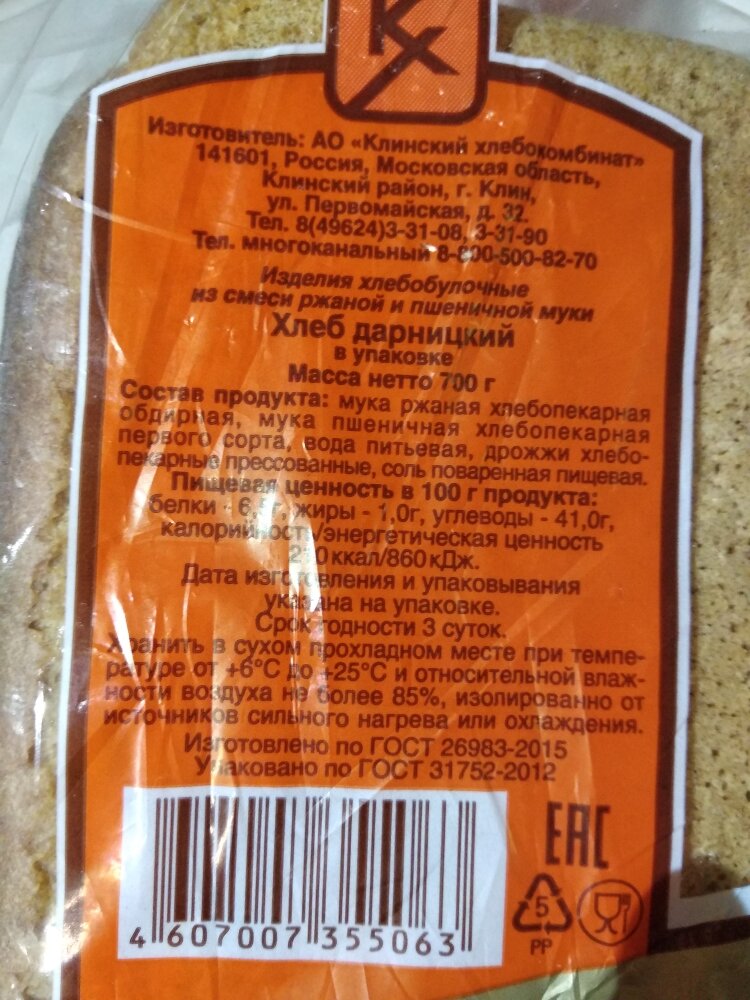 КХ
Изготовитель: АО «Клинский хлебокомбинат»
141601, Россия, Московская область,
Клинский район, г. Клин,
ул. Первомайская, д. 32.
Тел. 8(49624)3-31-08, 3-31-90
Тел. многоканальный 8-800-500-82-70
Изделия хлебобулочные
из смеси ржаной и пшеничной муки
Хлеб дарницкий
в упаковке
Масса нетто 700 г
Состав продукта: мука ржаная хлебопекарная
обдирная, мука пшеничная хлебопекарная
первого сорта, вода питьевая, дрожжи хлебо-
пекарные прессованные, соль поваренная пищевая.
Пищевая ценность в 100 г продукта:
белки - жиры - 1,0г, углеводы - 41,0г,
калорийность/энергетическая ценность
ккал/860 кДж.
Дата изготовления и упаковывания
указана на упаковке.
Срок годности 3 суток.
Хранить в сухом прохладном месте при темпе-
ратуре от +6°С до +25°С и относительной влаж-
ности воздуха не более 85%, изолированно от
источников сильного нагрева или охлаждения.
Изготовлено по ГОСТ 26983-2015
Упаковано по ГОСТ 31752-2012
ЕАС
5
PP
4 607007 355063